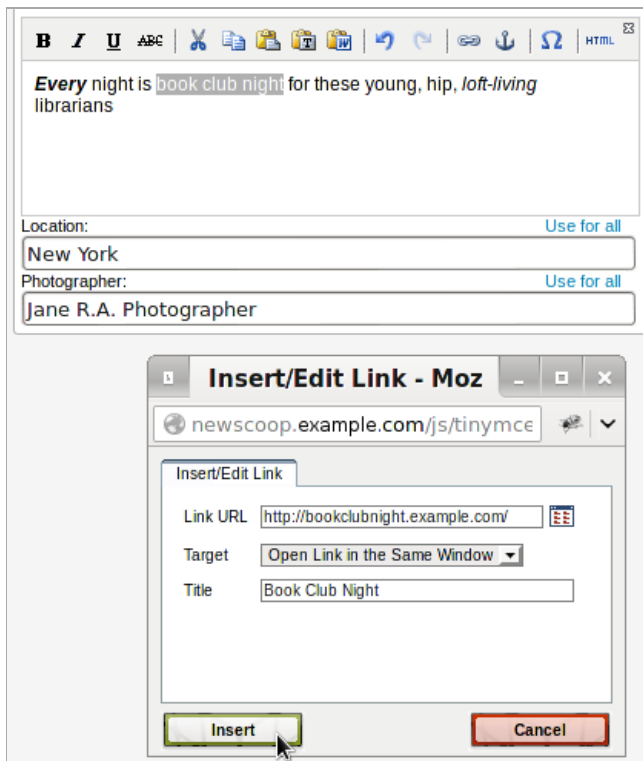 B I U ABC HTML
Every night is book club night for these young, hip, loft-living
librarians
Location: Use for all
New York
Photographer: Use for all
Jane R.A. Photographer
Insert/Edit Link - Moz
newscoop.example.com/js/tinymce
Insert/Edit Link
Link URL http://bookclubnight.example.com/
Target Open Link in the Same Window
Title Book Club Night
Insert Cancel